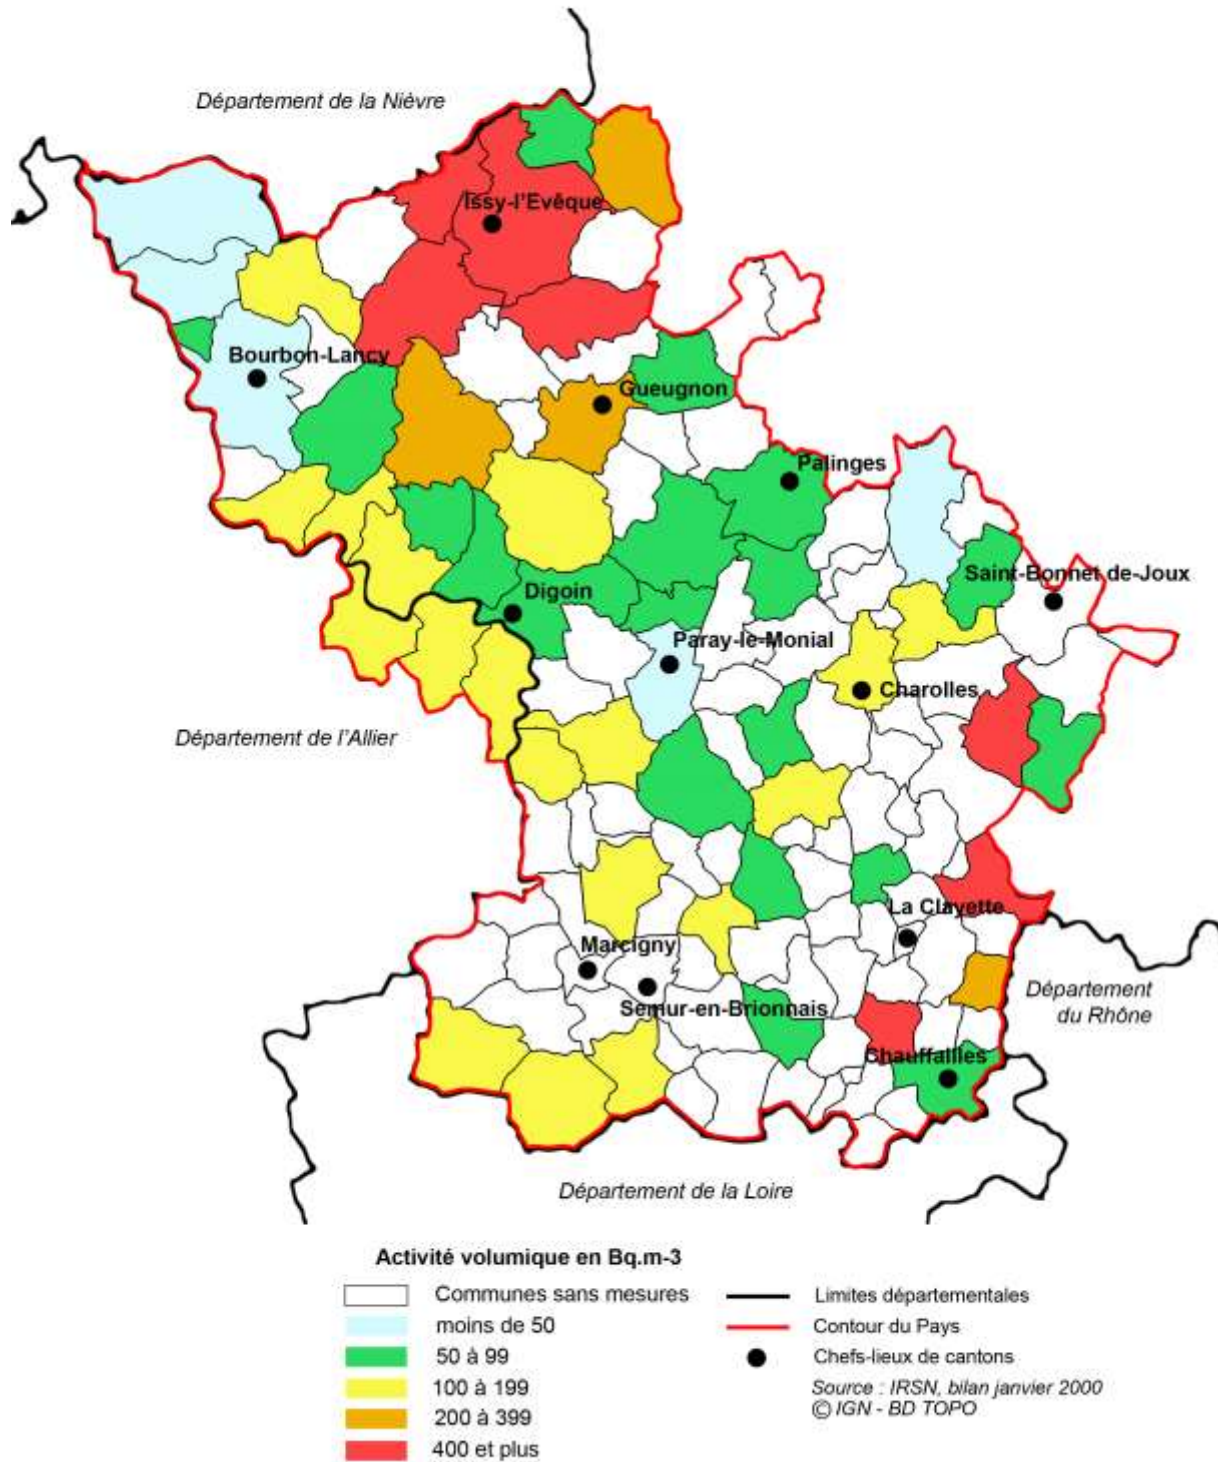 Département de la Nièvre
Issy-l'Evêque
Bourbon-Lancy
Gueugnon
Palinges
Saint-Bonnet de-Joux
Digoin
Paray-le-Monial
Charolles
Département de l'Allier
La Clayette
Marcigny
Semur-en-Brionnais
Département
du Rhône
Chauffailles
Département de la Loire
Activité volumique en Bq.m-3
Communes sans mesures
moins de 50
50 à 99
100 à 199
200 à 399
400 et plus
Limites départementales
Contour du Pays
Chefs-lieux de cantons
Source : IRSN, bilan janvier 2000
© IGN - BD TOPO